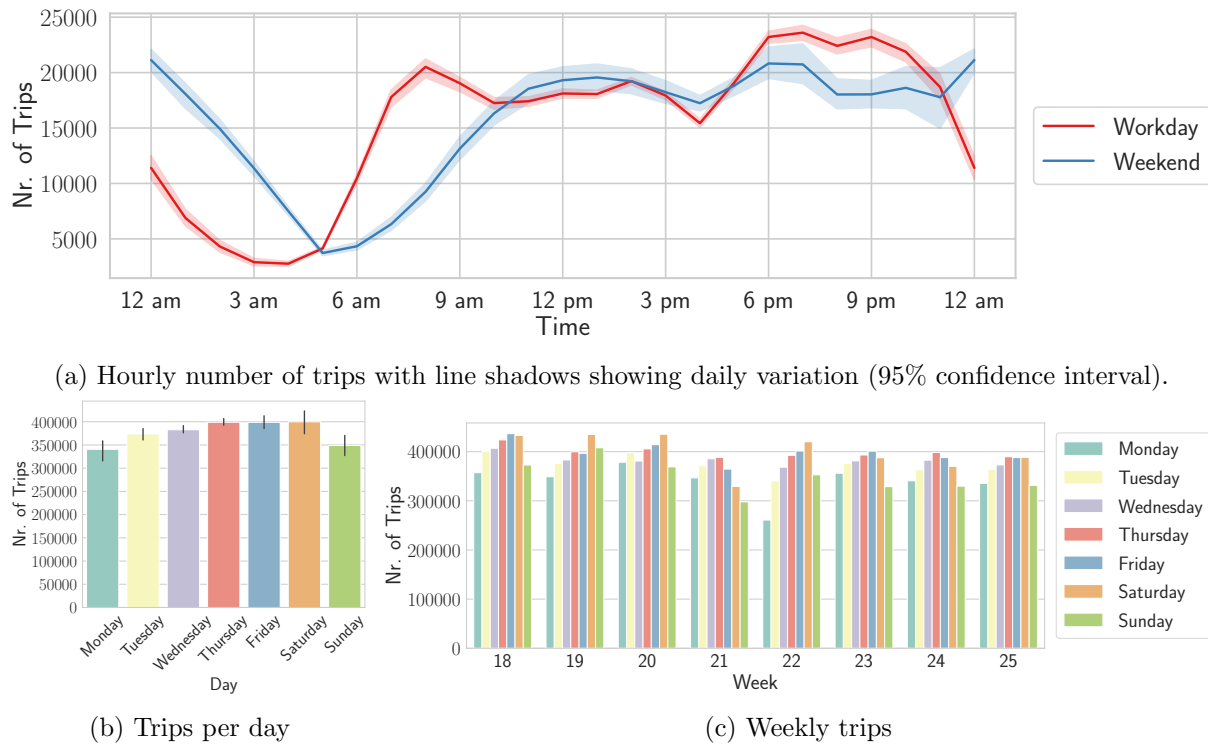 25000
20000
15000
10000
5000
Nr. of Trips
12 am 3 am 6 am 9 am 12 pm 3 pm 6 pm 9 pm 12 am
Time
Workday
Weekend
(a) Hourly number of trips with line shadows showing daily variation (95% confidence interval).
400000
350000
300000
250000
200000
150000
100000
50000
0
Nr. of Trips
Monday Tuesday Wednesday Thursday Friday Saturday Sunday
Day
(b) Trips per day
400000
300000
200000
100000
0
Nr. of Trips
18 19 20 21 22 23 24 25
Week
Monday
Tuesday
Wednesday
Thursday
Friday
Saturday
Sunday
(c) Weekly trips